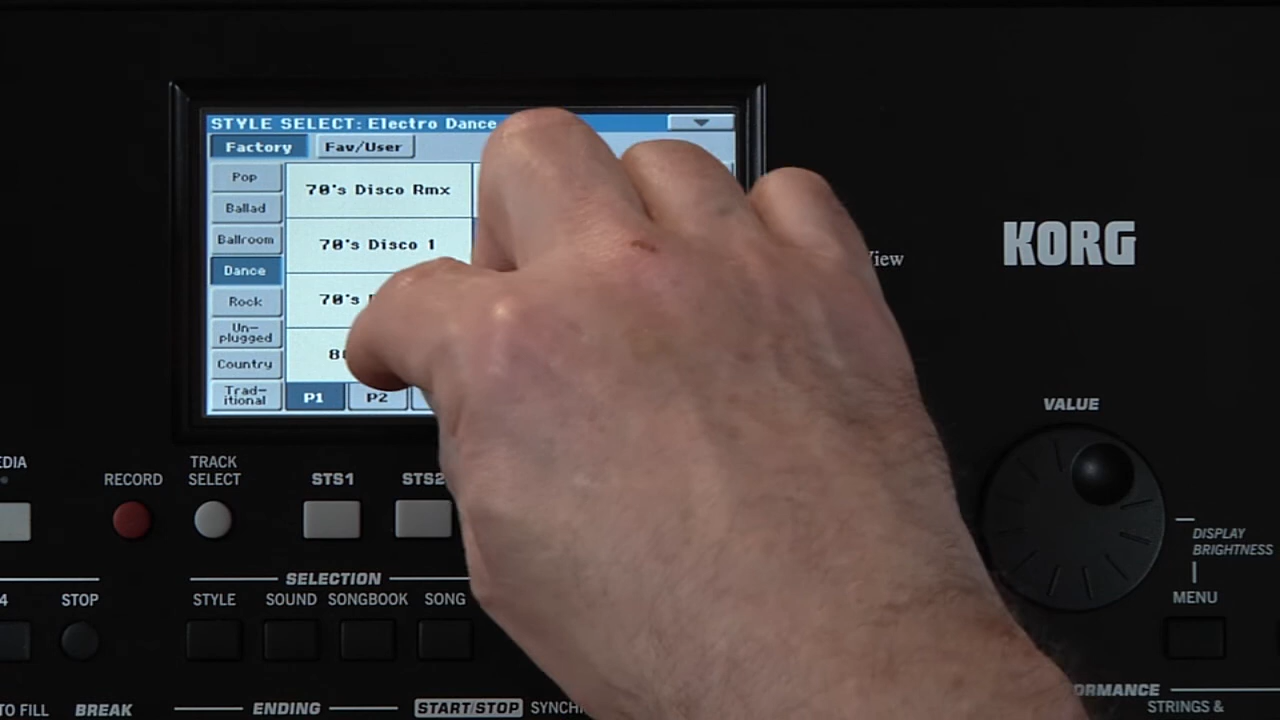 STYLE SELECT: Electro Dance
Factory
Fav/User
Pop
Ballad
Ballroom
Dance
Rock
Un-
plugged
Country
Trad-
itional
70's Disco Rmx
70's Disco 1
70's
P1
P2
KORG
VALUE
DISPLAY
BRIGHTNESS
MENU
RECORD
TRACK
SELECT
STS1
STS2
SELECTION
STOP
STYLE
SOUND
SONGBOOK
SONG
FILL
BREAK
ENDING
START/STOP
STRINGS &